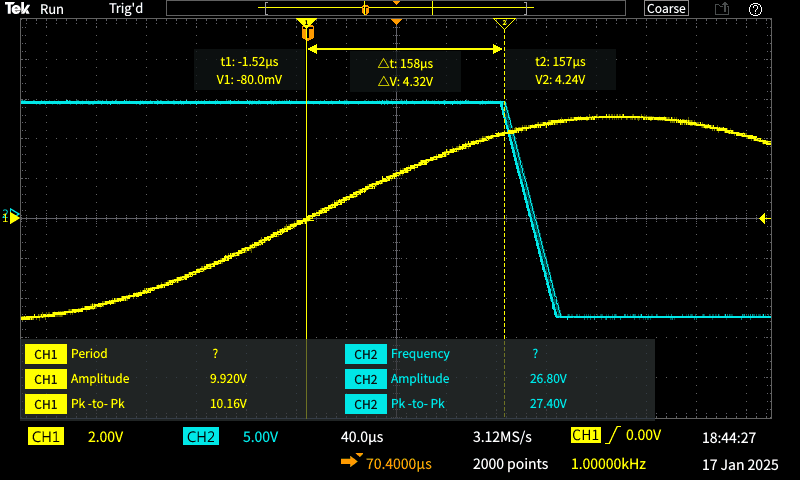 Tek Run Trig'd Coarse
t1: -1.52µs △t: 158µs t2: 157µs
V1: -80.0mV △V: 4.32V V2: 4.24V
CH1 Period ? CH2 Frequency ?
CH1 Amplitude 9.920V CH2 Amplitude 26.80V
CH1 Pk -to- Pk 10.16V CH2 Pk -to- Pk 27.40V
CH1 2.00V CH2 5.00V 40.0µs 3.12MS/s CH1 0.00V 18:44:27
70.4000µs 2000 points 1.00000kHz 17 Jan 2025